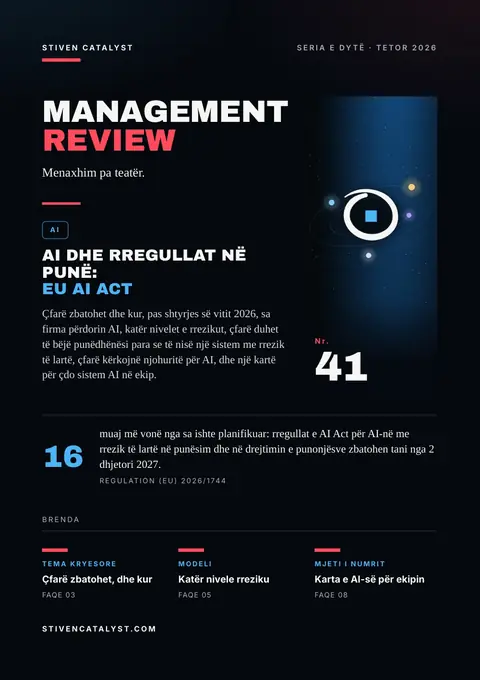 STIVEN CATALYST
SERIA E DYTË · TETOR 2026
MANAGEMENT
REVIEW
Menaxhim pa teatër.
AI
AI DHE RREGULLAT NË
PUNË:
EU AI ACT
Çfarë zbatohet dhe kur, pas shtyrjes së vitit 2026, sa
firma përdorin AI, katër nivelet e rrezikut, çfarë duhet
të bëjë punëdhënësi para se të nisë një sistem me rrezik
të lartë, çfarë kërkojnë njohuritë për AI, dhe një kartë
për çdo sistem AI në ekip.
Nr.
41
16
muaj më vonë nga sa ishte planifikuar: rregullat e AI Act për AI-në me
rrezik të lartë në punësim dhe në drejtimin e punonjësve zbatohen tani nga 2
dhjetori 2027.
REGULATION (EU) 2026/1744
BRENDA
TEMA KRYESORE
Çfarë zbatohet, dhe kur
FAQE 03
MODELI
Katër nivele rreziku
FAQE 05
MJETI I NUMRIT
Karta e AI-së për ekipin
FAQE 08
STIVENCATALYST.COM